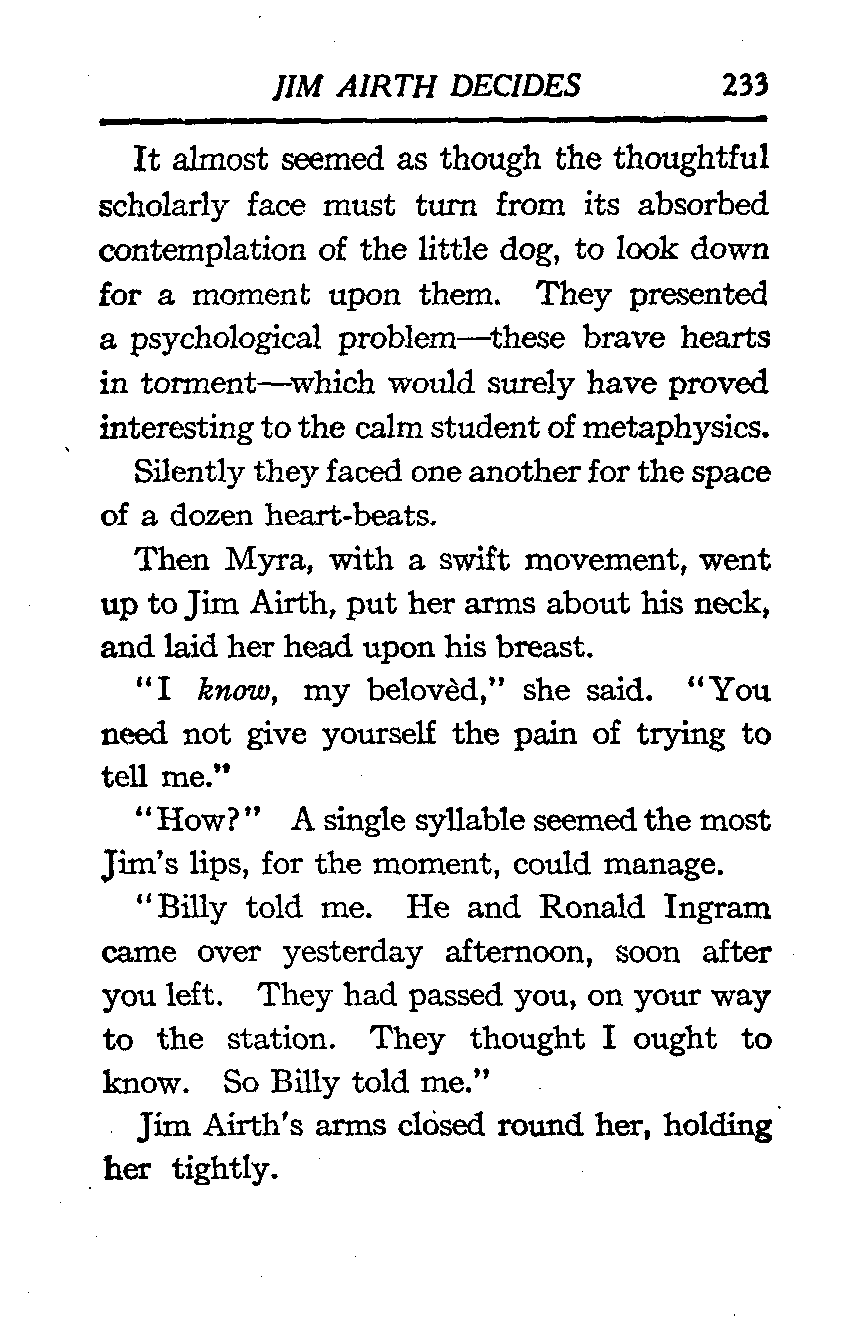 JIM AIRTH DECIDES 233
It almost seemed as though the thoughtful
scholarly face must turn from its absorbed
contemplation of the little dog, to look down
for a moment upon them. They presented
a psychological problem—these brave hearts
in torment—which would surely have proved
interesting to the calm student of metaphysics.
Silently they faced one another for the space
of a dozen heart-beats.
Then Myra, with a swift movement, went
up to Jim Airth, put her arms about his neck,
and laid her head upon his breast.
"I know, my belovèd," she said. "You
need not give yourself the pain of trying to
tell me."
"How?" A single syllable seemed the most
Jim's lips, for the moment, could manage.
"Billy told me. He and Ronald Ingram
came over yesterday afternoon, soon after
you left. They had passed you, on your way
to the station. They thought I ought to
know. So Billy told me."
Jim Airth's arms closed round her, holding
her tightly.